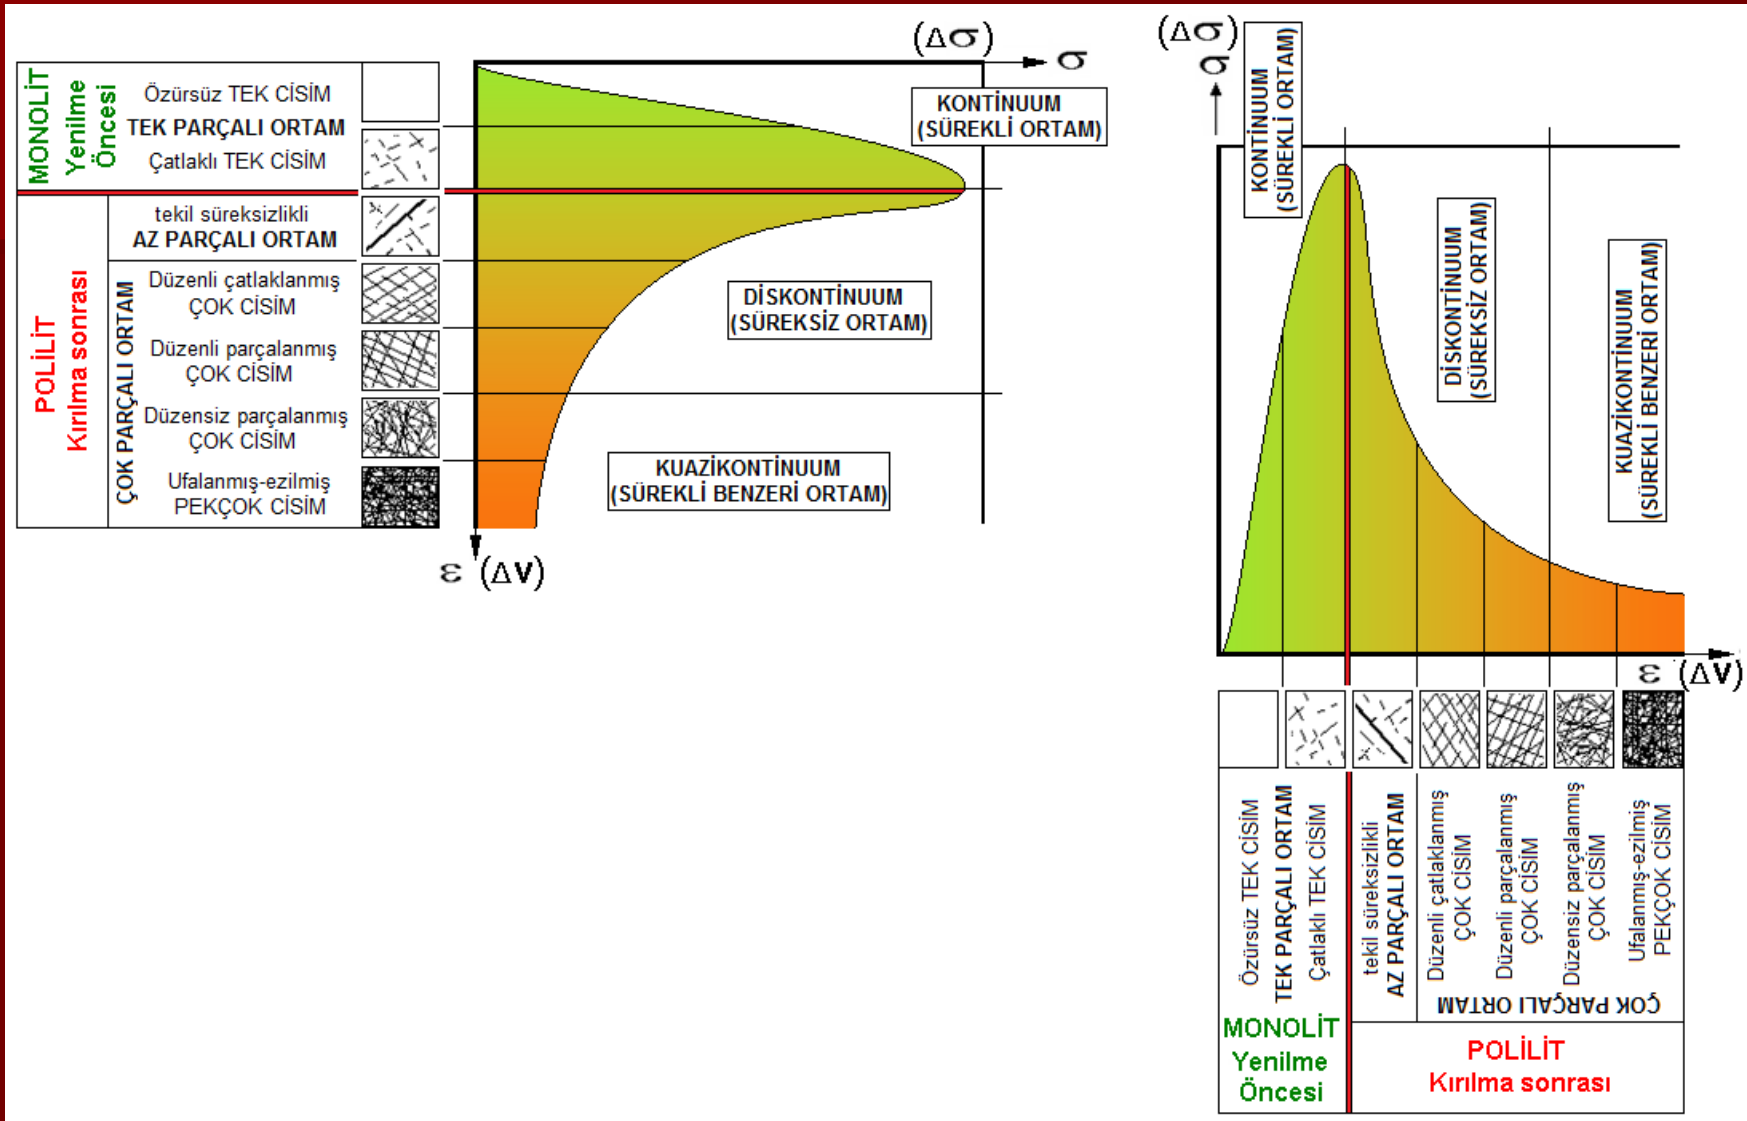 MONOLİT
Yenilme
Öncesi
Özürsüz TEK CİSİM
TEK PARÇALI ORTAM
Çatlaklı TEK CİSİM
POLİLİT
Kırılma sonrası
tekil süreksizlikli
AZ PARÇALI ORTAM
ÇOK PARÇALI ORTAM
Düzenli çatlaklanmış
ÇOK CİSİM
Düzenli parçalanmış
ÇOK CİSİM
Düzensiz parçalanmış
ÇOK CİSİM
Ufalanmış-ezilmiş
PEKÇOK CİSİM
(Δσ)
σ
KONTİNUUM
(SÜREKLİ ORTAM)
DİSKONTİNUUM
(SÜREKSİZ ORTAM)
KUAZİKONTİNUUM
(SÜREKLİ BENZERİ ORTAM)
ε (ΔV)
(Δσ)
σ
KONTİNUUM
(SÜREKLİ ORTAM)
DİSKONTİNUUM
(SÜREKSİZ ORTAM)
KUAZİKONTİNUUM
(SÜREKLİ BENZERİ ORTAM)
ε (ΔV)
Özürsüz TEK CİSİM
TEK PARÇALI ORTAM
Çatlaklı TEK CİSİM
tekil süreksizlikli
AZ PARÇALI ORTAM
Düzenli çatlaklanmış
ÇOK CİSİM
Düzenli parçalanmış
ÇOK CİSİM
Düzensiz parçalanmış
ÇOK CİSİM
Ufalanmış-ezilmiş
PEKÇOK CİSİM
ÇOK PARÇALI ORTAM
MONOLİT
Yenilme
Öncesi
POLİLİT
Kırılma sonrası